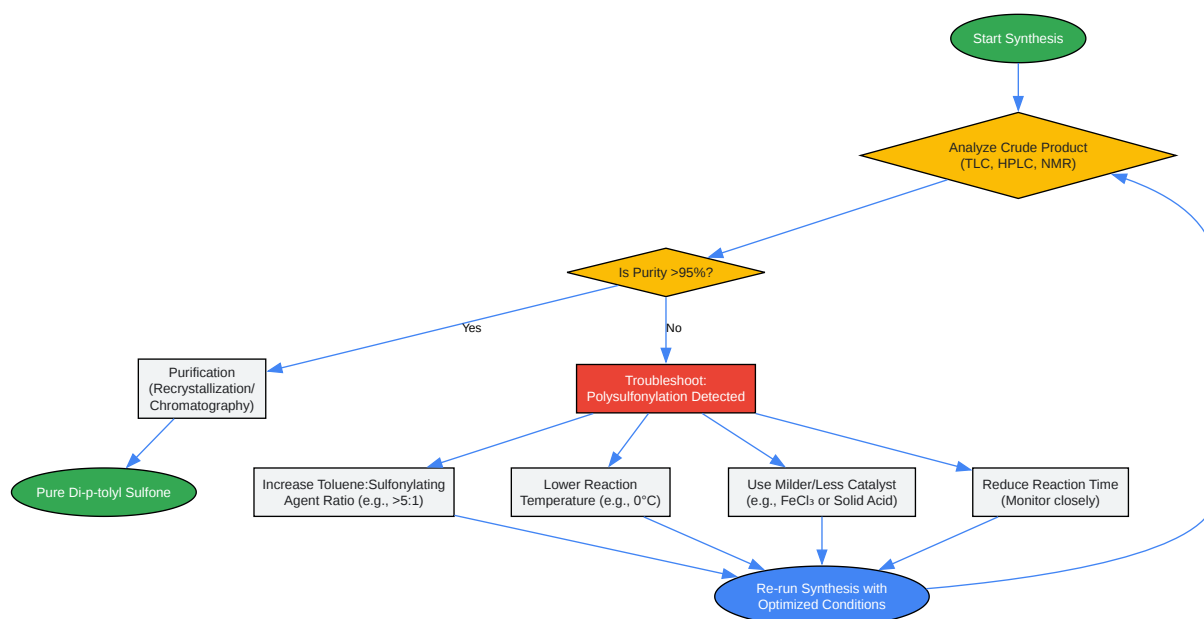 Start Synthesis
Analyze Crude Product
(TLC, HPLC, NMR)
Is Purity >95%?
Yes
No
Purification
(Recrystallization/
Chromatography)
Troubleshoot:
Polysulfonylation Detected
Pure Di-p-tolyl Sulfone
Increase Toluene:Sulfonylating
Agent Ratio (e.g., >5:1)
Lower Reaction
Temperature (e.g., 0°C)
Use Milder/Less Catalyst
(e.g., FeCl₃ or Solid Acid)
Reduce Reaction Time
(Monitor closely)
Re-run Synthesis with
Optimized Conditions